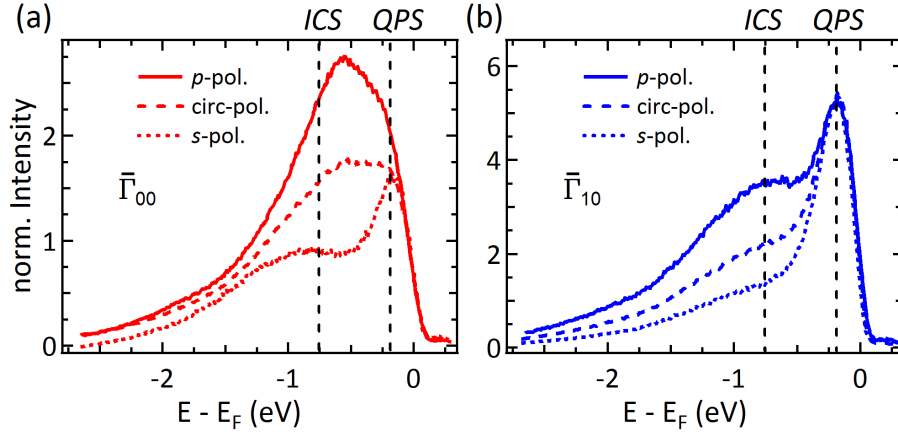 (a)
ICS QPS
p-pol.
circ-pol.
s-pol.
Γ̄00
norm. Intensity
2
1
0
-2 -1 0
E - EF (eV)
(b)
ICS QPS
p-pol.
circ-pol.
s-pol.
Γ̄10
6
4
2
0
-2 -1 0
E - EF (eV)